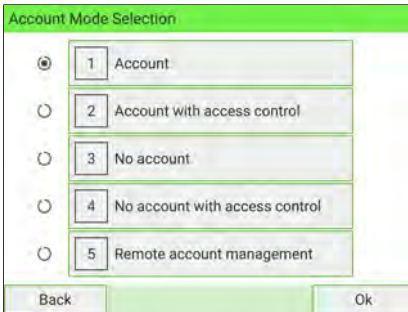 Account Mode Selection
1 Account
2 Account with access control
3 No account
4 No account with access control
5 Remote account management
Back Ok